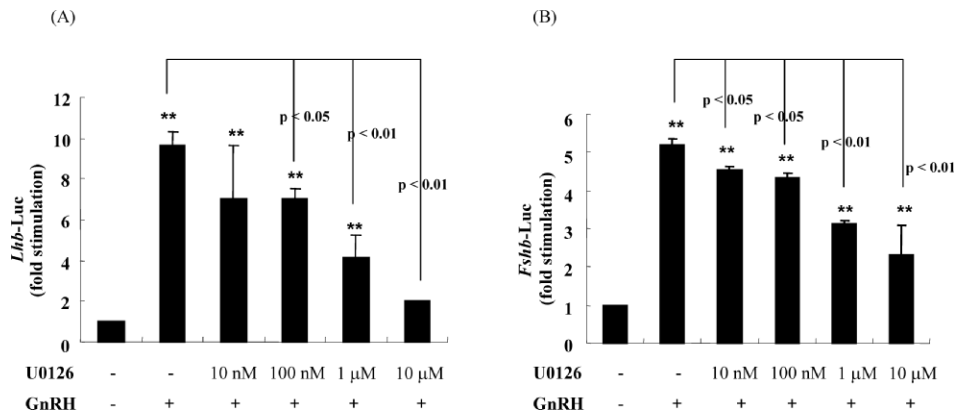 (A)
Lhb-Luc
(fold stimulation)
12
10
8
6
4
2
0
**
**
**
**
p < 0.05
p < 0.01
p < 0.01
U0126 - - 10 nM 100 nM 1 μM 10 μM
GnRH - + + + + +
(B)
Fshb-Luc
(fold stimulation)
6
5
4
3
2
1
0
**
**
**
**
**
p < 0.05
p < 0.05
p < 0.01
p < 0.01
U0126 - - 10 nM 100 nM 1 μM 10 μM
GnRH - + + + + +